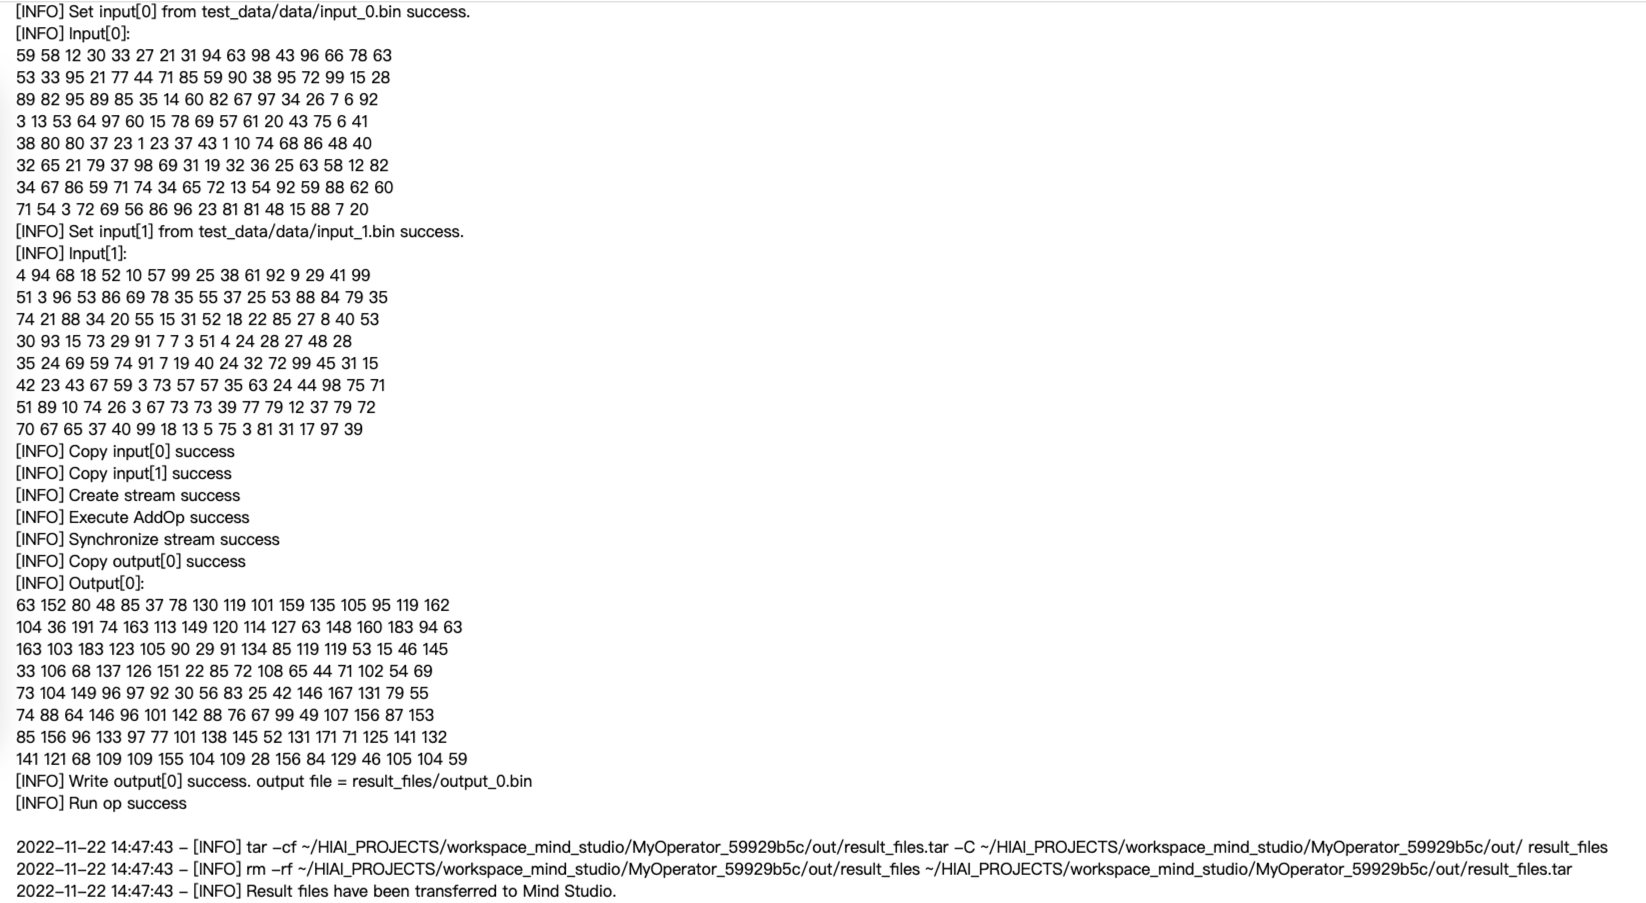 [INFO] Set input[0] from test_data/data/input_0.bin success.
[INFO] Input[0]:
59 58 12 30 33 27 21 31 94 63 98 43 96 66 78 63
53 33 95 21 77 44 71 85 59 90 38 95 72 99 15 28
89 82 95 89 85 35 14 60 82 67 97 34 26 7 6 92
3 13 53 64 97 60 15 78 69 57 61 20 43 75 6 41
38 80 80 37 23 1 23 37 43 1 10 74 68 86 48 40
32 65 21 79 37 98 69 31 19 32 36 25 63 58 12 82
34 67 86 59 71 74 34 65 72 13 54 92 59 88 62 60
71 54 3 72 69 56 86 96 23 81 81 48 15 88 7 20
[INFO] Set input[1] from test_data/data/input_1.bin success.
[INFO] Input[1]:
4 94 68 18 52 10 57 99 25 38 61 92 9 29 41 99
51 3 96 53 86 69 78 35 55 37 25 53 88 84 79 35
74 21 88 34 20 55 15 31 52 18 22 85 27 8 40 53
30 93 15 73 29 91 7 7 3 51 4 24 28 27 48 28
35 24 69 59 74 91 7 19 40 24 32 72 99 45 31 15
42 23 43 67 59 3 73 57 57 35 63 24 44 98 75 71
51 89 10 74 26 3 67 73 73 39 77 79 12 37 79 72
70 67 65 37 40 99 18 13 5 75 3 81 31 17 97 39
[INFO] Copy input[0] success
[INFO] Copy input[1] success
[INFO] Create stream success
[INFO] Execute AddOp success
[INFO] Synchronize stream success
[INFO] Copy output[0] success
[INFO] Output[0]:
63 152 80 48 85 37 78 130 119 101 159 135 105 95 119 162
104 36 191 74 163 113 149 120 114 127 63 148 160 183 94 63
163 103 183 123 105 90 29 91 134 85 119 119 53 15 46 145
33 106 68 137 126 151 22 85 72 108 65 44 71 102 54 69
73 104 149 96 97 92 30 56 83 25 42 146 167 131 79 55
74 88 64 146 96 101 142 88 76 67 99 49 107 156 87 153
85 156 96 133 97 77 101 138 145 52 131 171 71 125 141 132
141 121 68 109 109 155 104 109 28 156 84 129 46 105 104 59
[INFO] Write output[0] success. output file = result_files/output_0.bin
[INFO] Run op success
2022-11-22 14:47:43 - [INFO] tar -cf ~/HIAI_PROJECTS/workspace_mind_studio/MyOperator_59929b5c/out/result_files.tar -C ~/HIAI_PROJECTS/workspace_mind_studio/MyOperator_59929b5c/out/ result_files
2022-11-22 14:47:43 - [INFO] rm -rf ~/HIAI_PROJECTS/workspace_mind_studio/MyOperator_59929b5c/out/result_files ~/HIAI_PROJECTS/workspace_mind_studio/MyOperator_59929b5c/out/result_files.tar
2022-11-22 14:47:43 - [INFO] Result files have been transferred to Mind Studio.